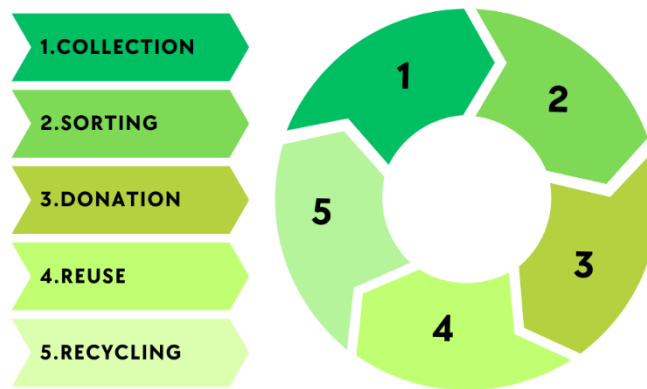 1.COLLECTION
2.SORTING
3.DONATION
4.REUSE
5.RECYCLING
1
2
3
4
5